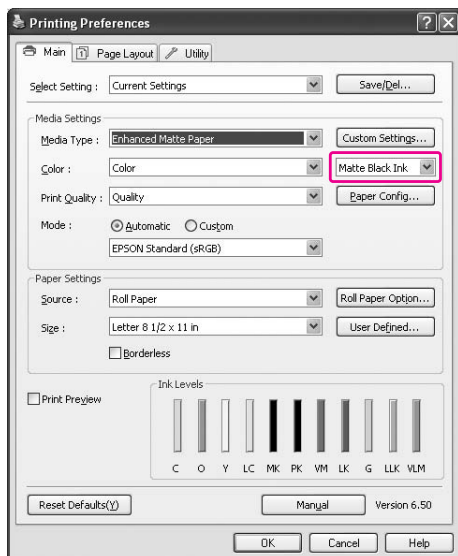 Printing Preferences
Main Page Layout Utility
Select Setting : Current Settings Save/Del...
Media Settings
Media Type : Enhanced Matte Paper Custom Settings...
Color : Color Matte Black Ink
Print Quality : Quality Paper Config...
Mode : Automatic Custom
EPSON Standard (sRGB)
Paper Settings
Source : Roll Paper Roll Paper Option...
Size : Letter 8 1/2 x 11 in User Defined...
Borderless
Print Preview
Ink Levels
C O Y LC MK PK VM LK G LLK VLM
Reset Defaults(Y) Manual Version 6.50
OK Cancel Help